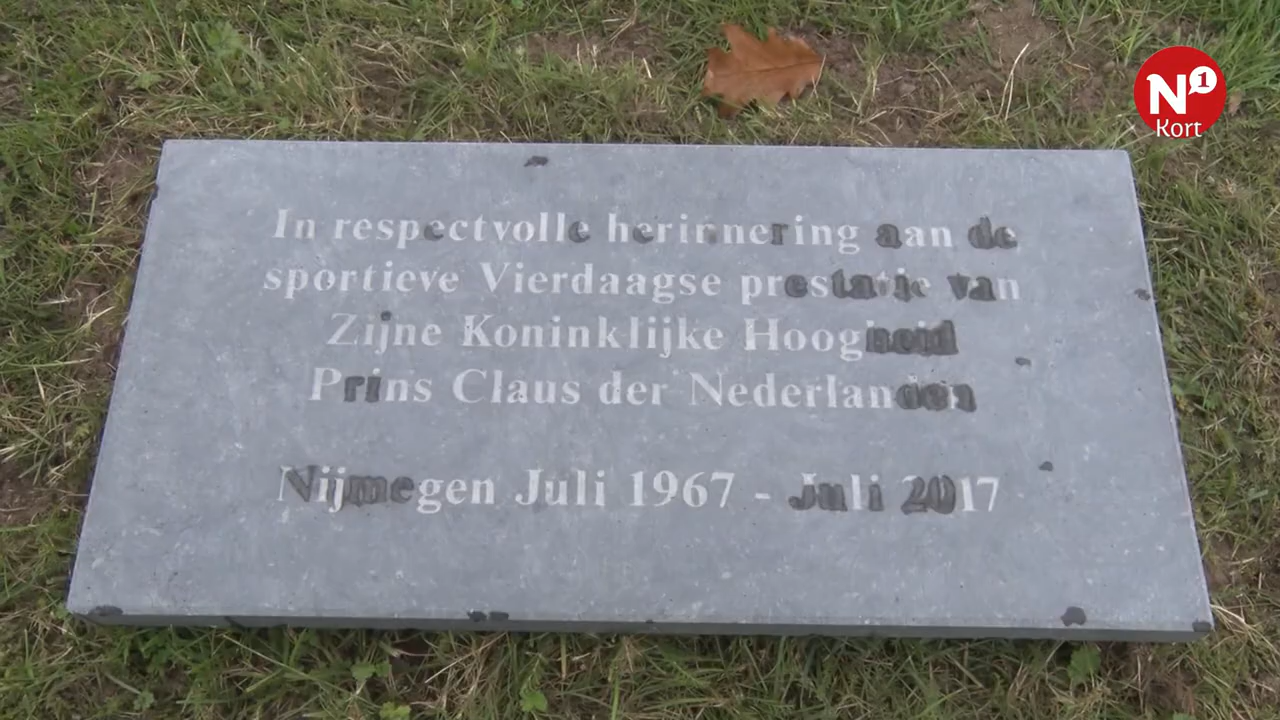 N1
Kort
In respectvolle herinnering aan de
sportieve Vierdaagse prestatie van
Zijne Koninklijke Hoogheid
Prins Claus der Nederlanden
Nijmegen Juli 1967 - Juli 2017